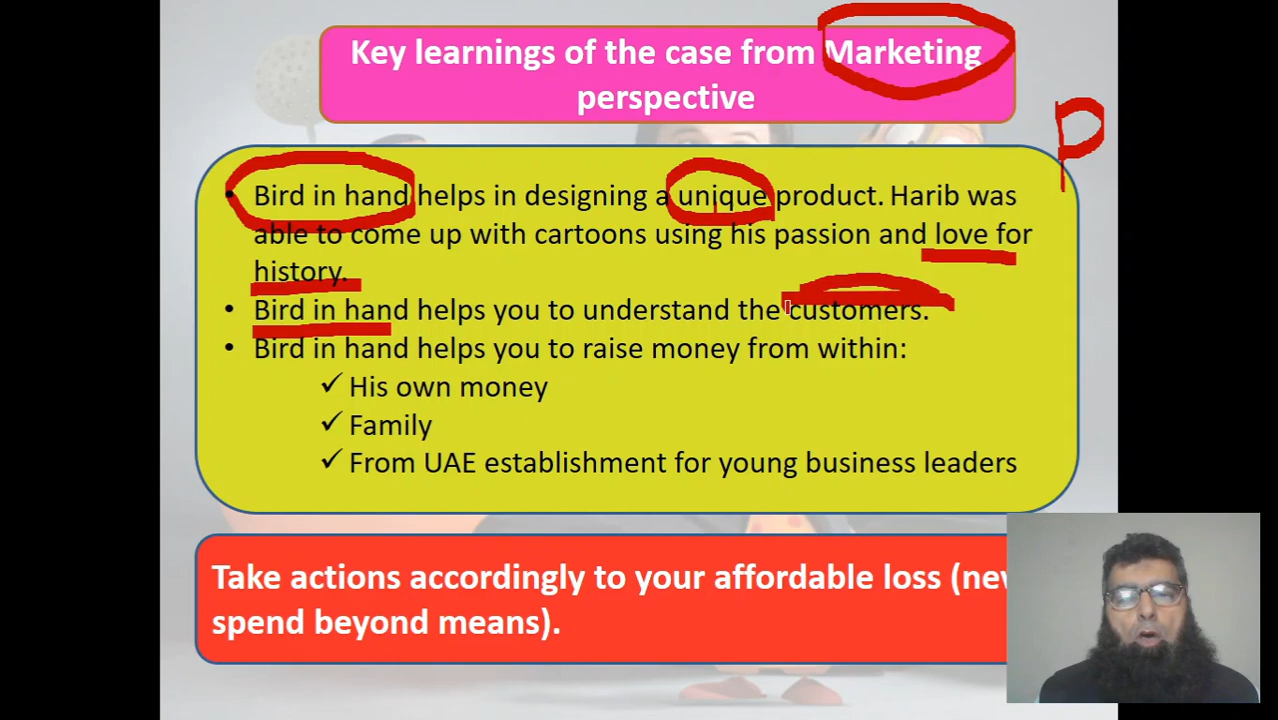 Key learnings of the case from Marketing
perspective
P
• Bird in hand helps in designing a unique product. Harib was
able to come up with cartoons using his passion and love for
history.
• Bird in hand helps you to understand the customers.
• Bird in hand helps you to raise money from within:
✓ His own money
✓ Family
✓ From UAE establishment for young business leaders
Take actions accordingly to your affordable loss (
spend beyond means).